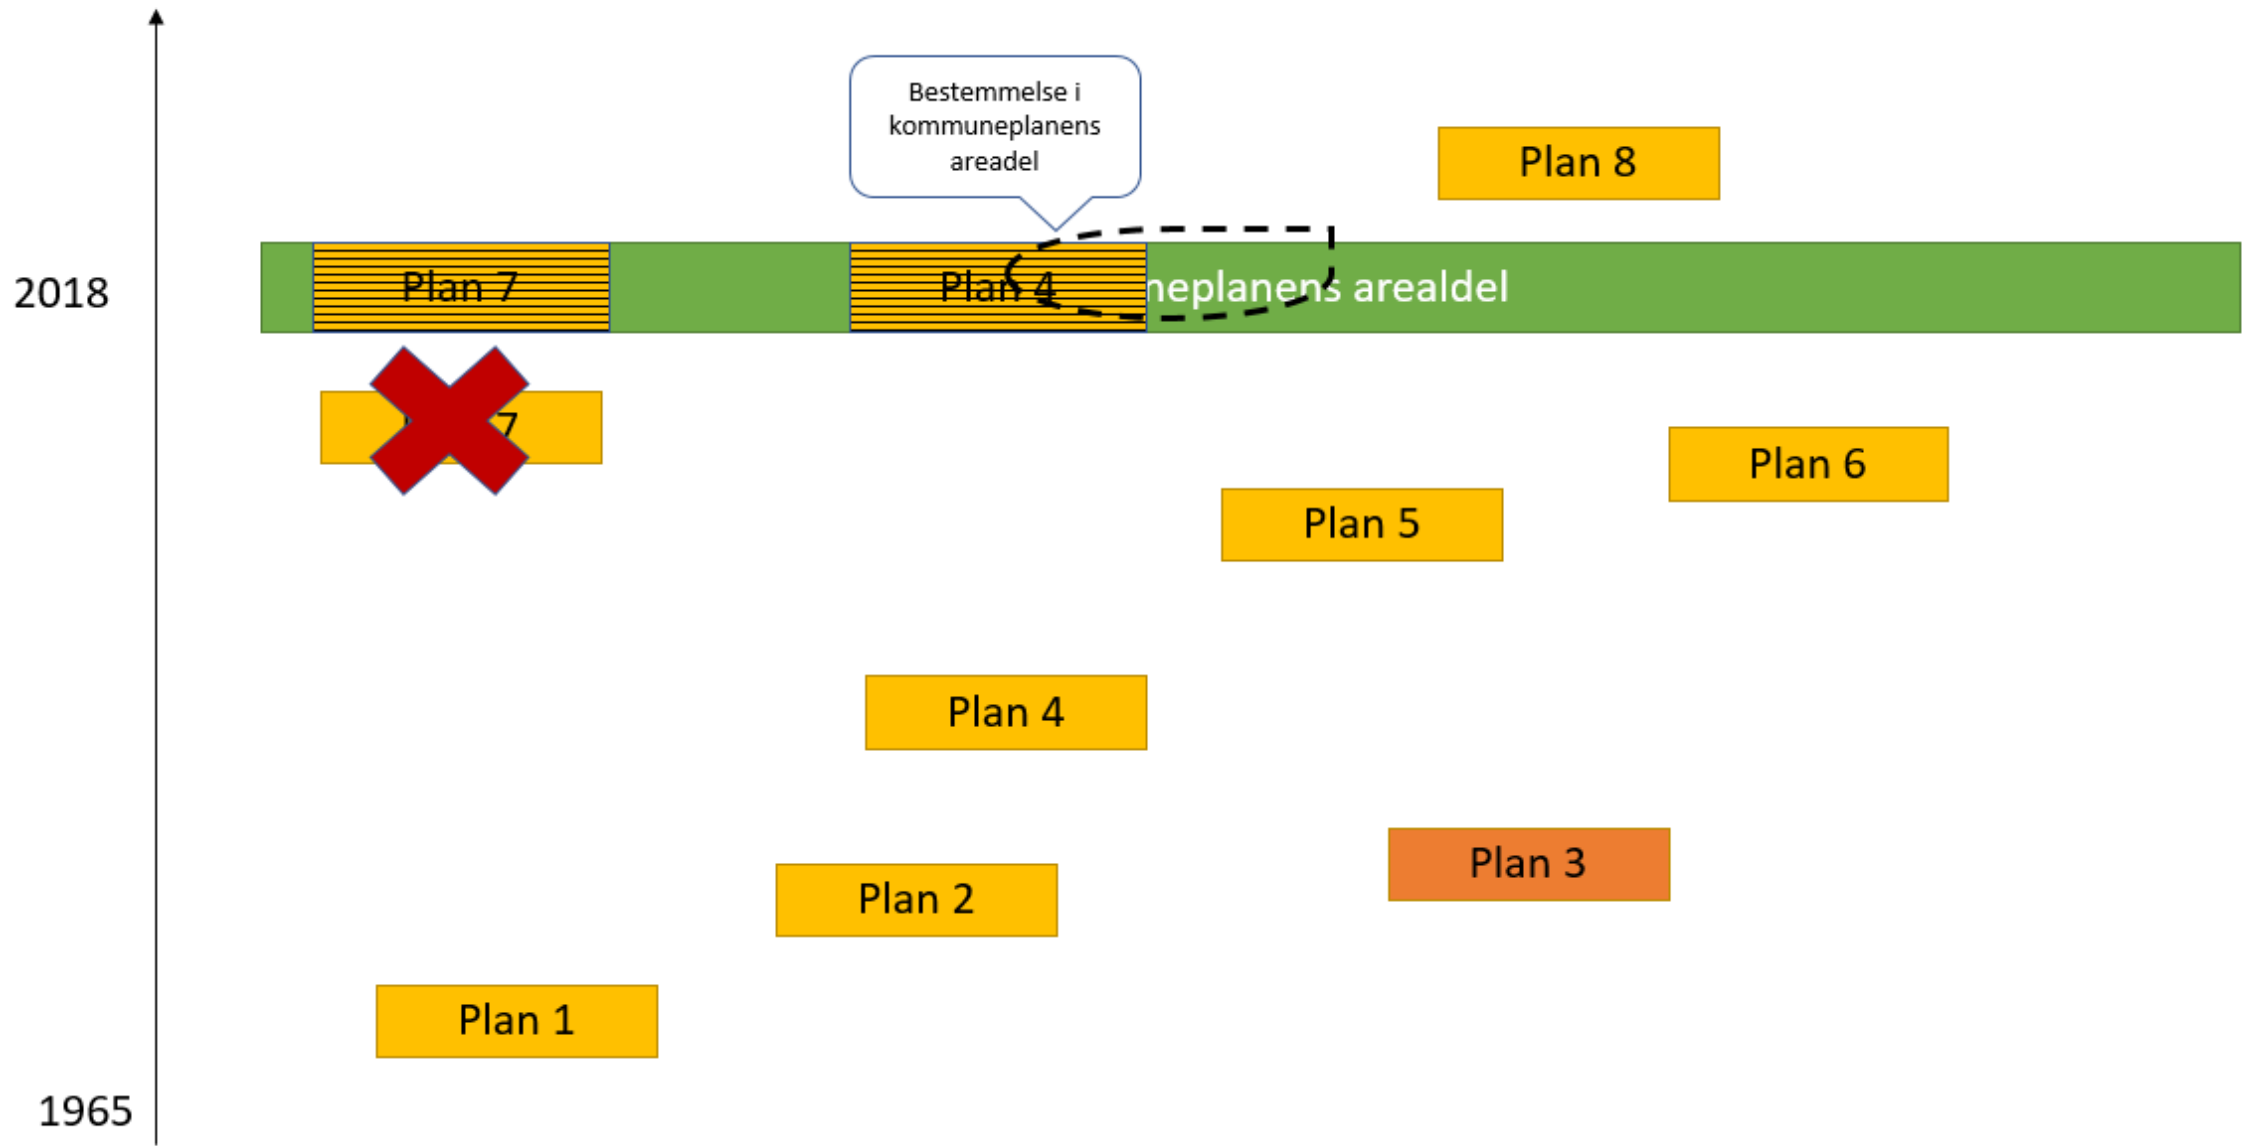 Bestemmelse i
kommuneplanens
areadel
Plan 8
2018
Plan 7
Plan 4
neplanens arealdel
7
Plan 6
Plan 5
Plan 4
Plan 3
Plan 2
Plan 1
1965